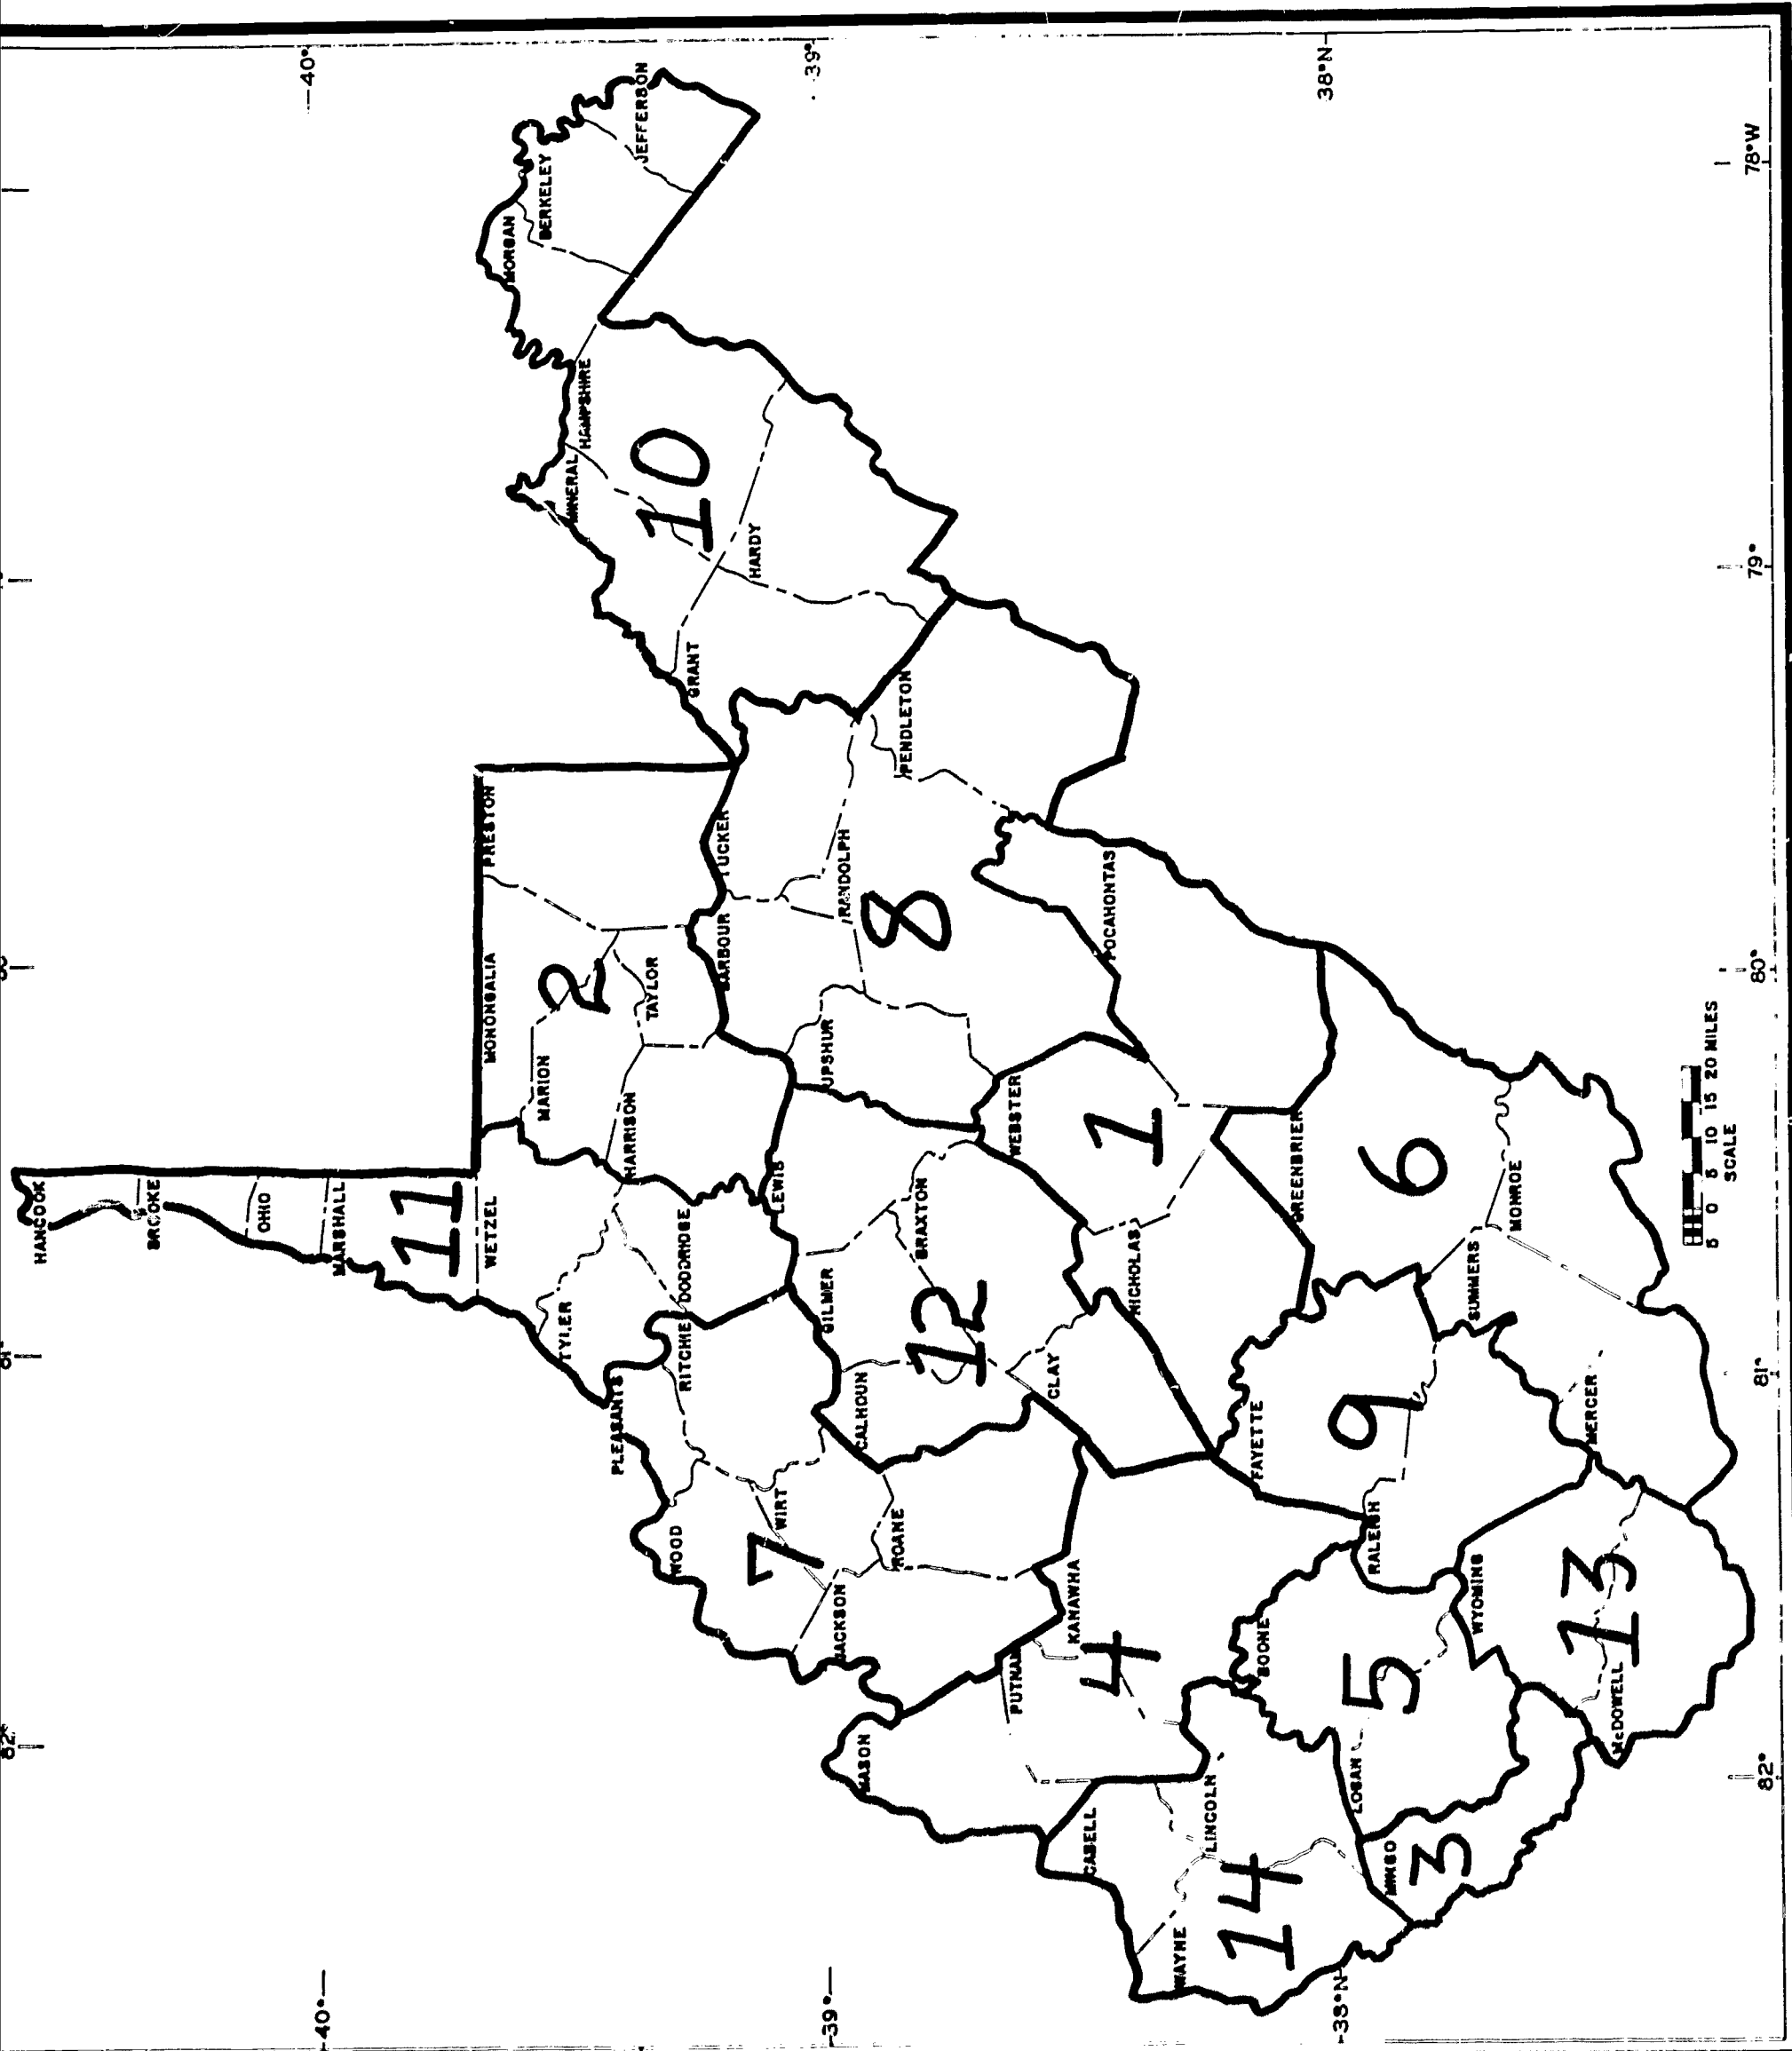 40°
39°
38°N
HANCOCK
BROOKE
OHIO
MARSHALL
11
WETZEL
MONONGALIA
PRESTON
MORGAN
BERKELEY
JEFFERSON
TYLER
MARION
2
TAYLOR
HARRISON
MINERAL
HAMPSHIRE
10
HARDY
GRANT
PLEASANTS
RITCHIE
DODDRIDGE
LEWIS
BARBOUR
TUCKER
WOOD
7
WIRT
GILMER
UPSHUR
RANDOLPH
8
PENDLETON
JACKSON
ROANE
CALHOUN
12
BRAXTON
WEBSTER
POCAHONTAS
MASON
PUTNAM
KANAWHA
4
CLAY
NICHOLAS
1
CABELL
LINCOLN
WAYNE
14
BOONE
FAYETTE
GREENBRIER
9
6
LOGAN
5
RALEIGH
SUMMERS
MONROE
MINGO
3
WYOMING
MERCER
McDOWELL
13
5 0 5 10 15 20 MILES
SCALE
82°
81°
80°
79°
78°W
40°
39°
38°N
82°
81°